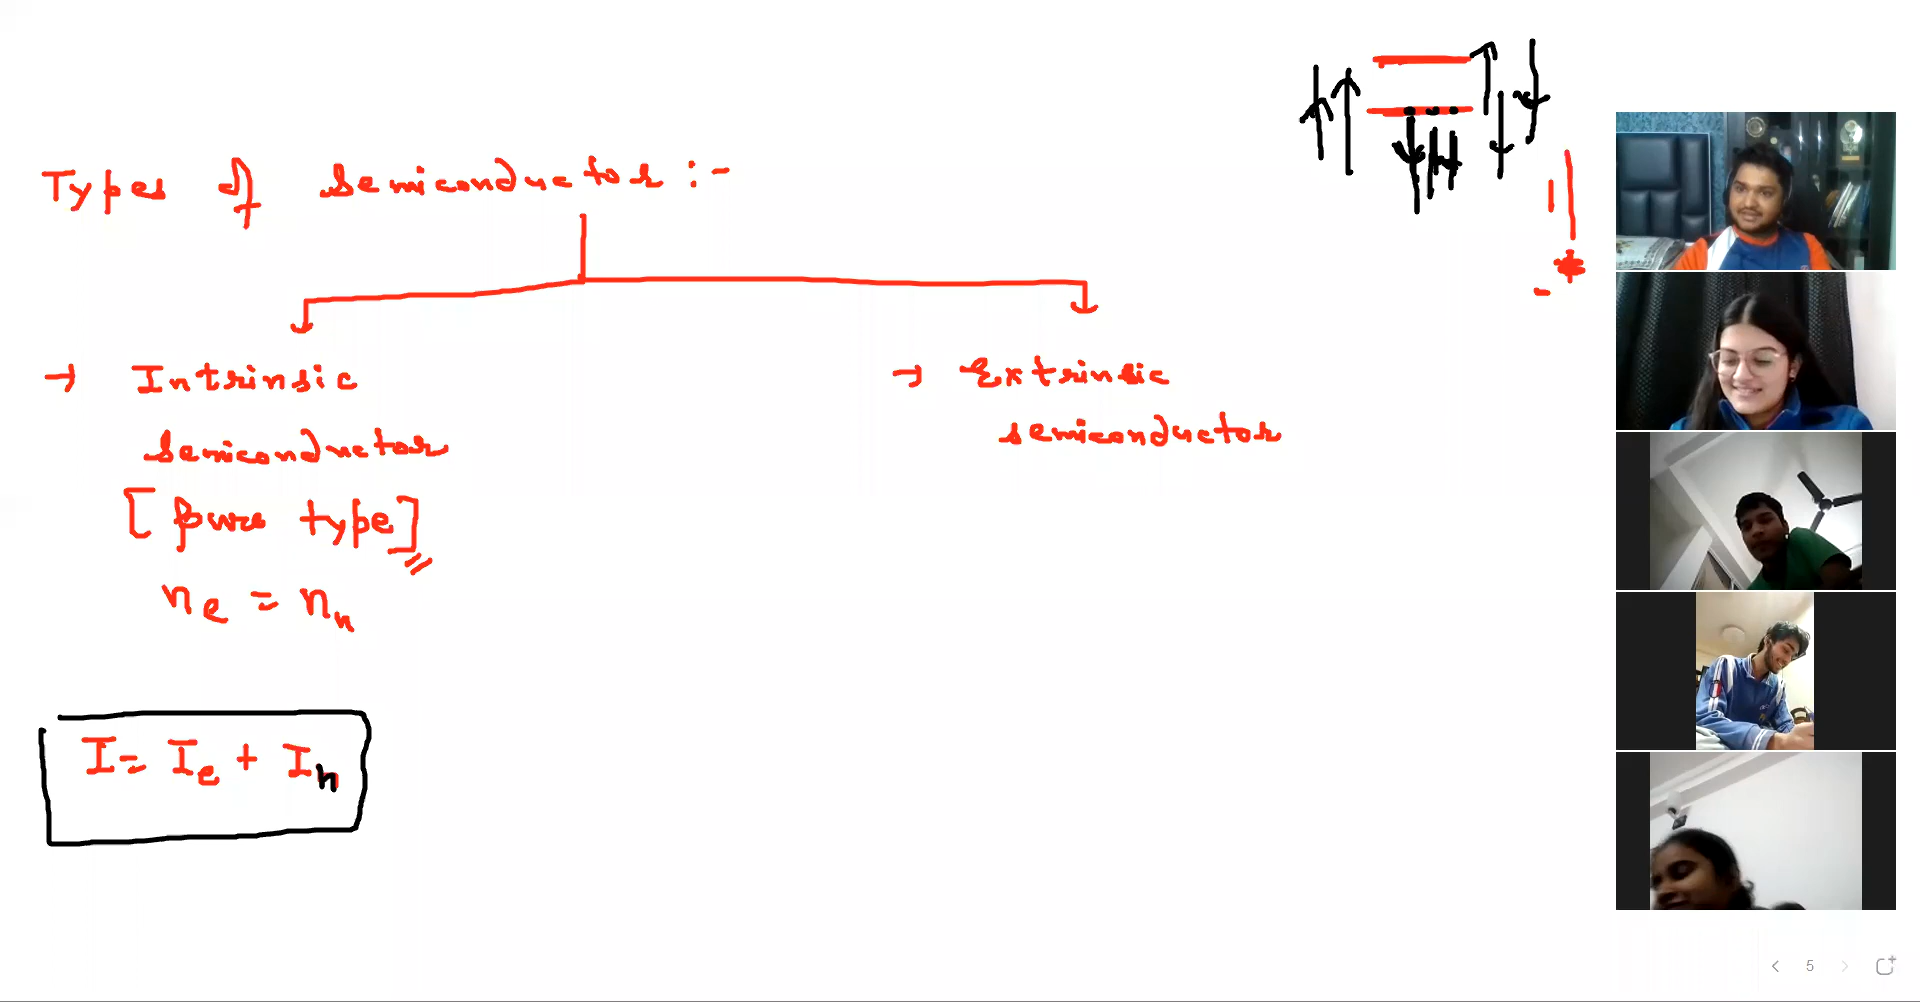 Types of semiconductor :-
→ Intrinsic
semiconductor
[pure type]
nₑ = nₕ
I = Iₑ + Iₕ
→ Extrinsic
semiconductor
5